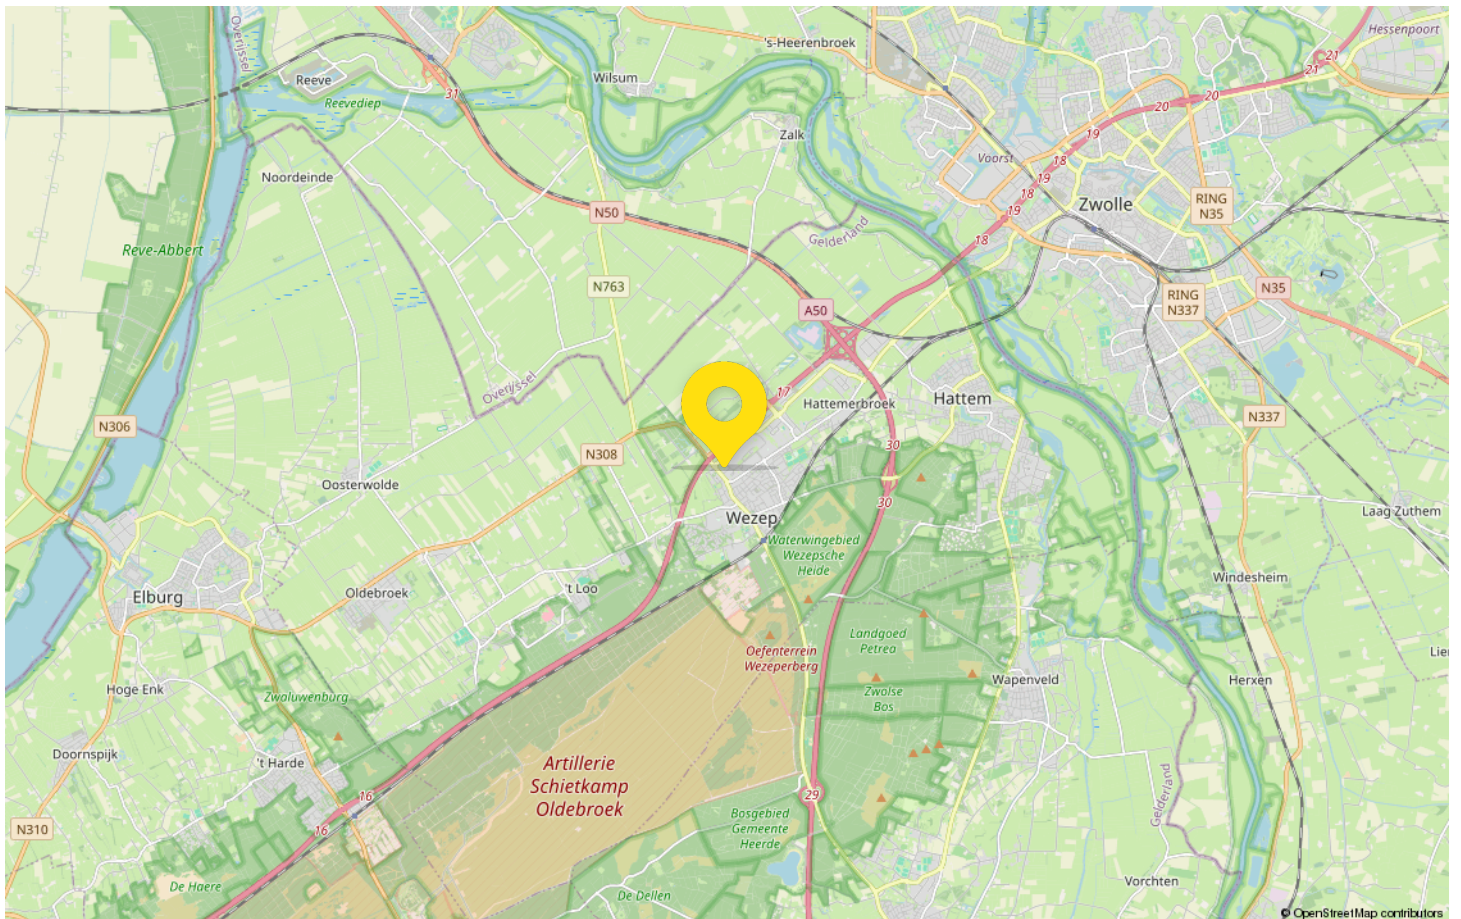 Hessenpoort
's-Heerenbroek
Overijssel
21
21
Reeve
Wilsum
31
Reevediep
20
20
Zalk
19
Voorst
18
Noordeinde
19
18
RING
N35
Zwolle
19
N50
Gelderland
18
Reve-Abbert
N763
N35
RING
N337
A50
Overijssel
17
Hattemerbroek
Hattem
N337
N306
30
N308
Oosterwolde
30
Laag Zuthem
Wezep
Waterwingebied
Wezepsche
Heide
Windesheim
Elburg
Oldebroek
't Loo
Landgoed
Petrea
Oefenterrein
Wezeperberg
Lier
Hoge Enk
Zwaluwenburg
Zwolse
Bos
Wapenveld
Herxen
Doornspijk
't Harde
Artillerie
Schietkamp
Oldebroek
16
29
Gelderland
16
N310
Bosgebied
Gemeente
Heerde
De Haere
De Dellen
Vorchten
© OpenStreetMap contributors